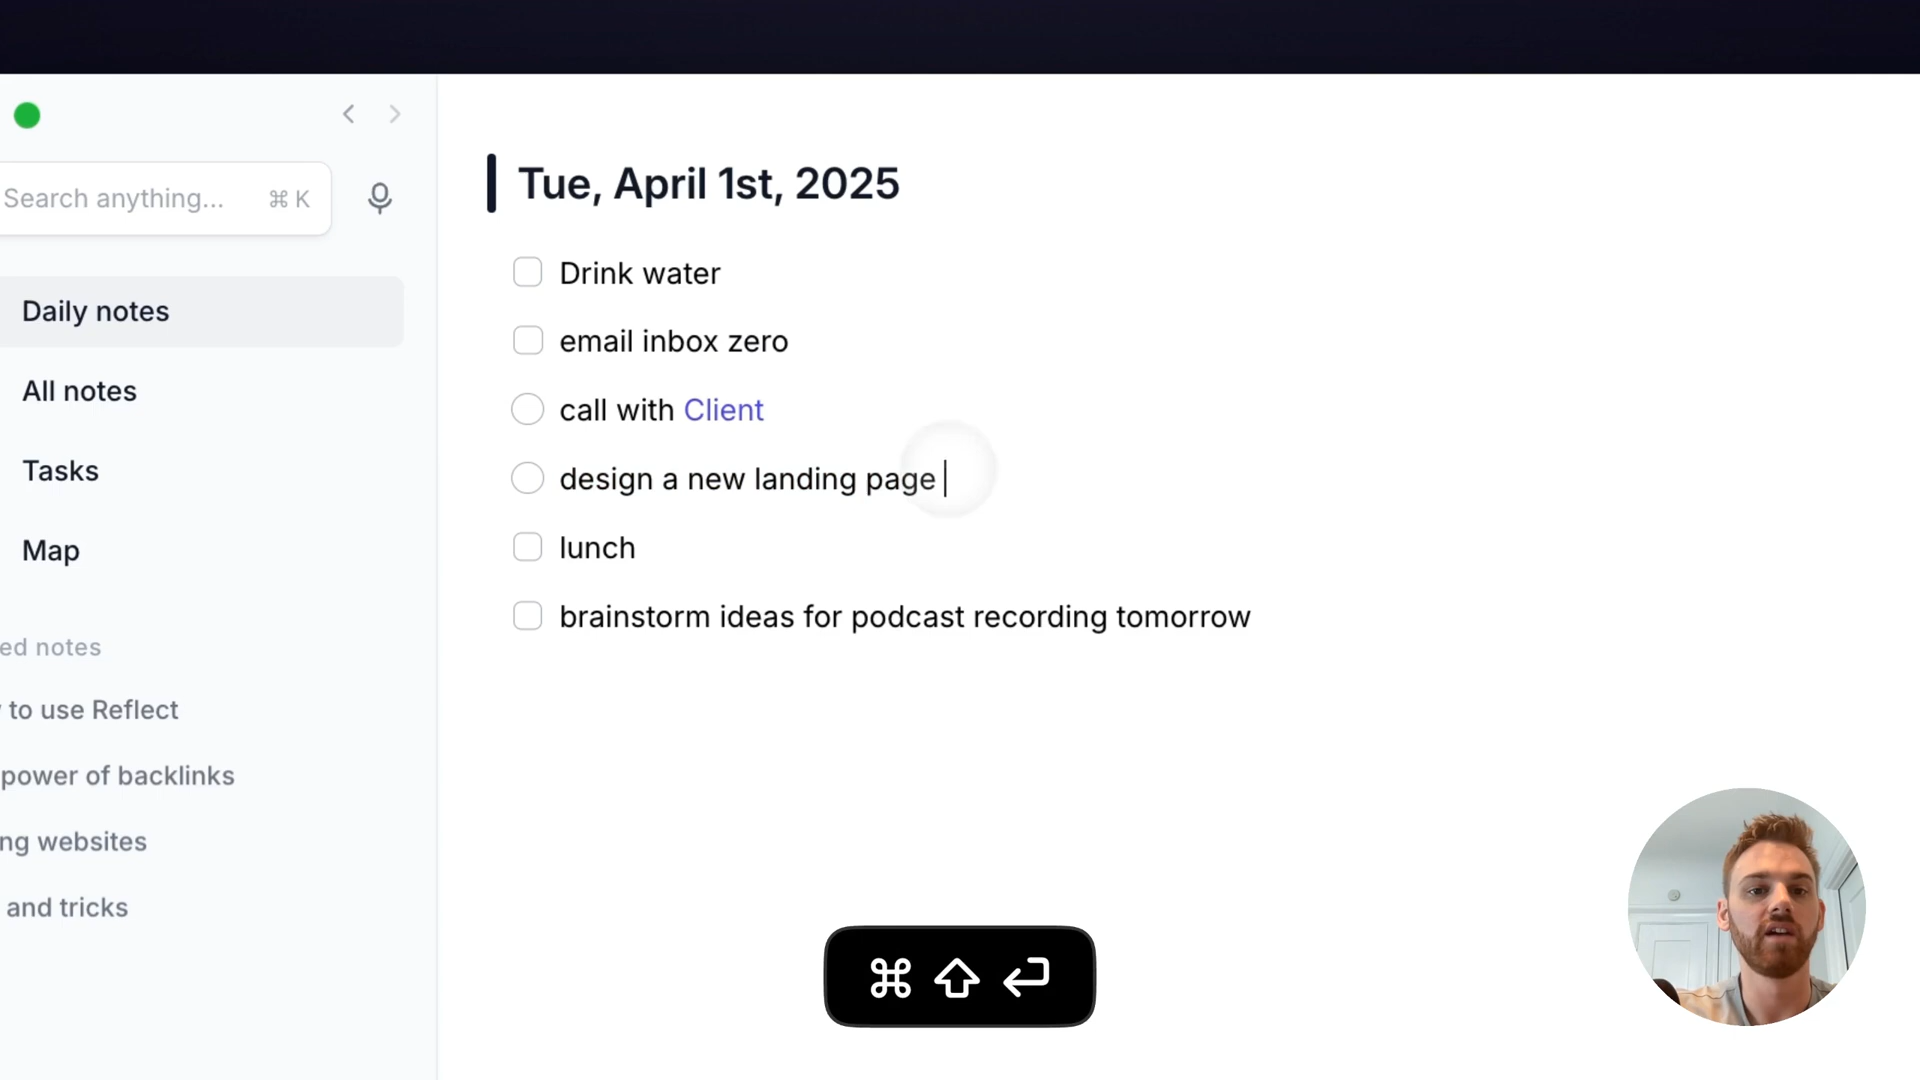 Search anything... ⌘ K
Daily notes
All notes
Tasks
Map
ed notes
to use Reflect
power of backlinks
ng websites
and tricks
Tue, April 1st, 2025
Drink water
email inbox zero
call with Client
design a new landing page
lunch
brainstorm ideas for podcast recording tomorrow
⌘ ⇧ ↵